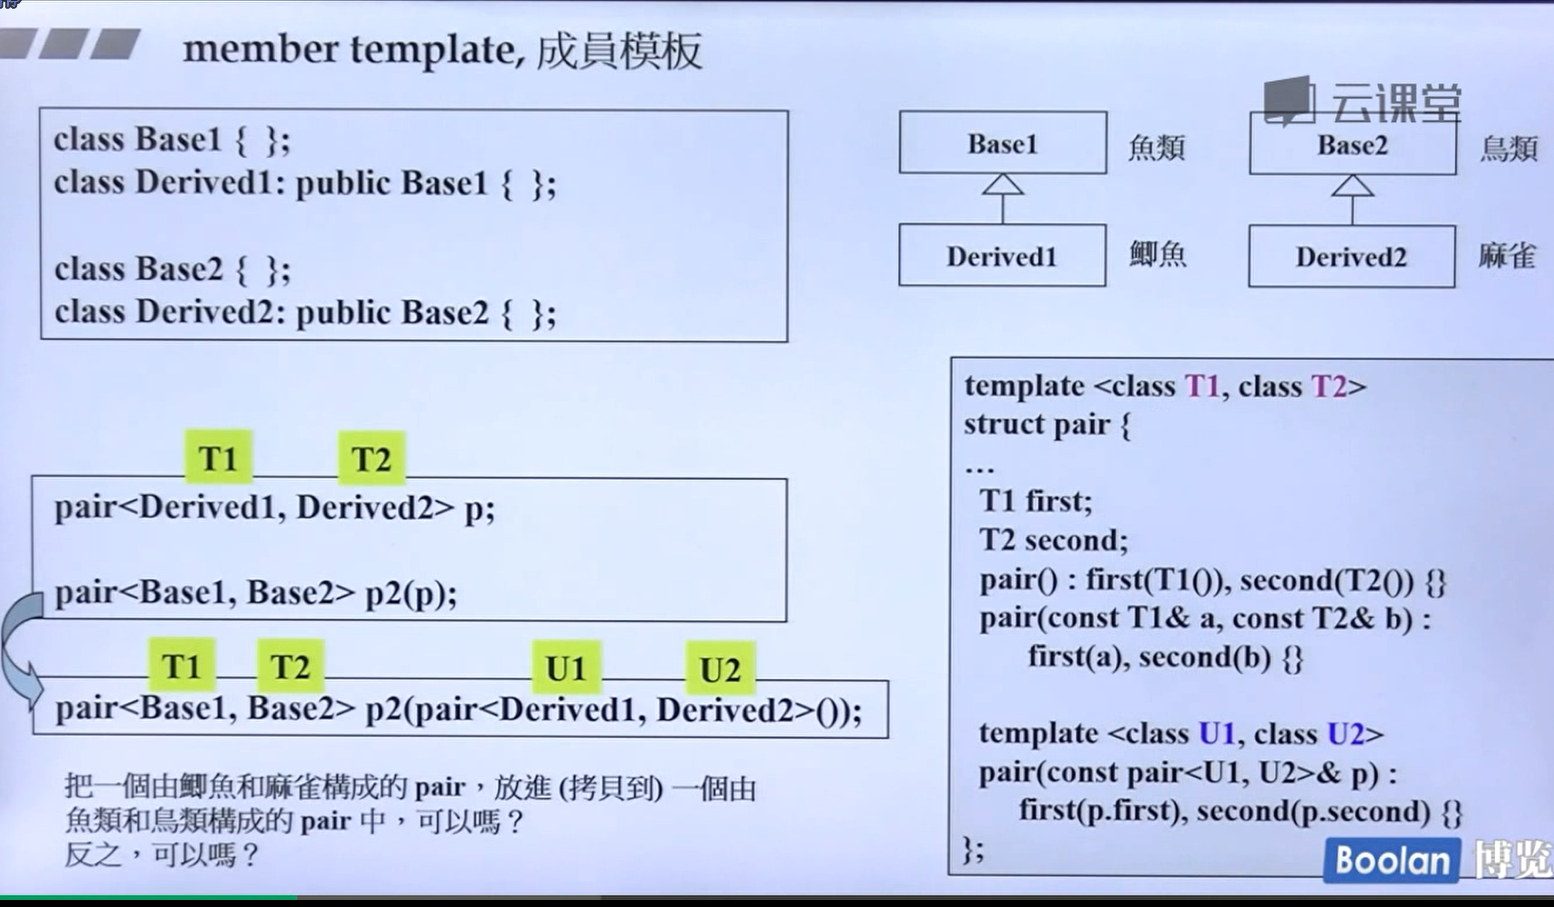 member template, 成員模板
云课堂
class Base1 { };
class Derived1: public Base1 { };
class Base2 { };
class Derived2: public Base2 { };
Base1 魚類
Base2 鳥類
Derived1 鯽魚
Derived2 麻雀
T1 T2
pair<Derived1, Derived2> p;
pair<Base1, Base2> p2(p);
T1 T2 U1 U2
pair<Base1, Base2> p2(pair<Derived1, Derived2>());
把一個由鯽魚和麻雀構成的 pair，放進 (拷貝到) 一個由
魚類和鳥類構成的 pair 中，可以嗎？
反之，可以嗎？
template <class T1, class T2>
struct pair {
...
T1 first;
T2 second;
pair() : first(T1()), second(T2()) {}
pair(const T1& a, const T2& b) :
first(a), second(b) {}
template <class U1, class U2>
pair(const pair<U1, U2>& p) :
first(p.first), second(p.second) {}
};
Boolan 博览